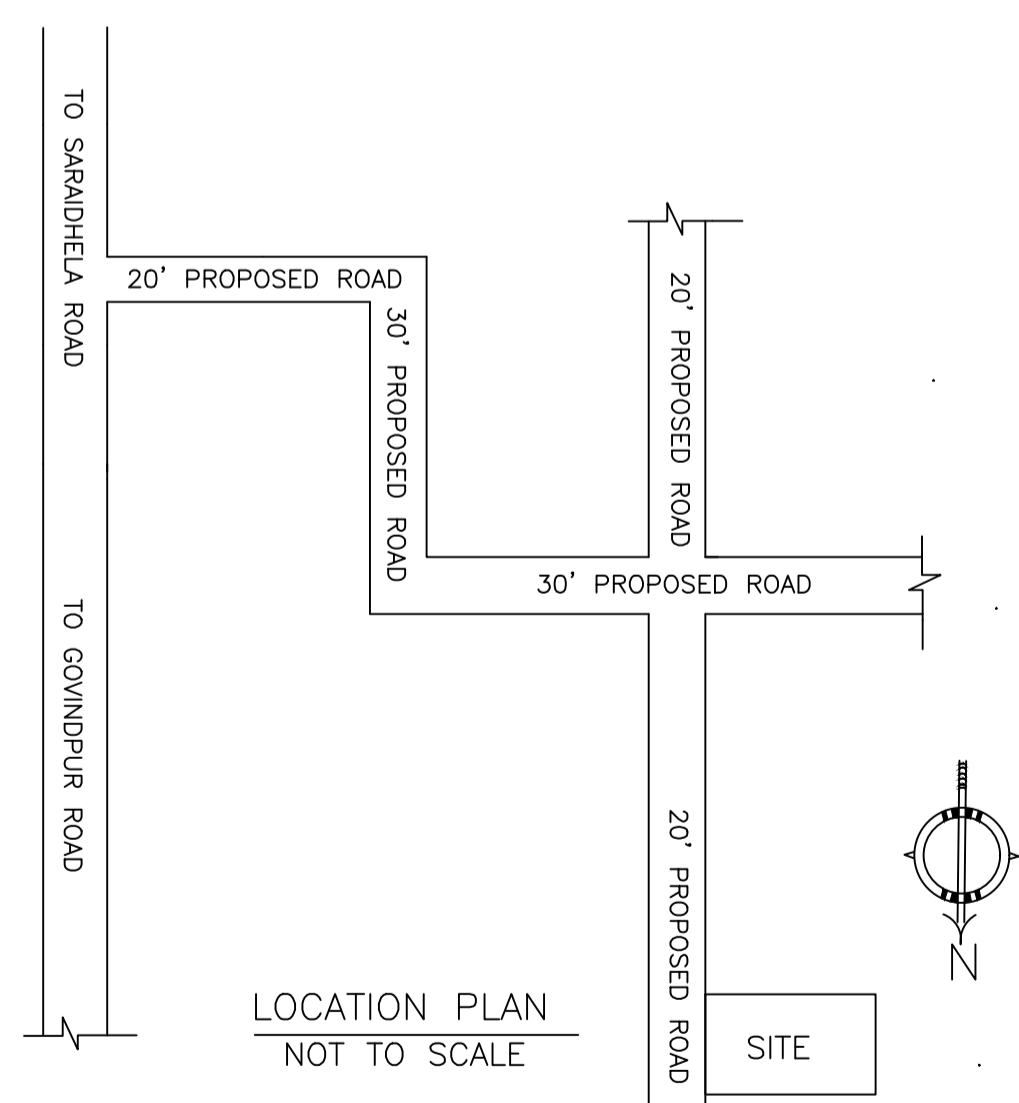 TO SARAIDHELA ROAD
20' PROPOSED ROAD
30' PROPOSED ROAD
20' PROPOSED ROAD
30' PROPOSED ROAD
TO GOVINDPUR ROAD
20' PROPOSED ROAD
N
LOCATION PLAN
NOT TO SCALE
SITE